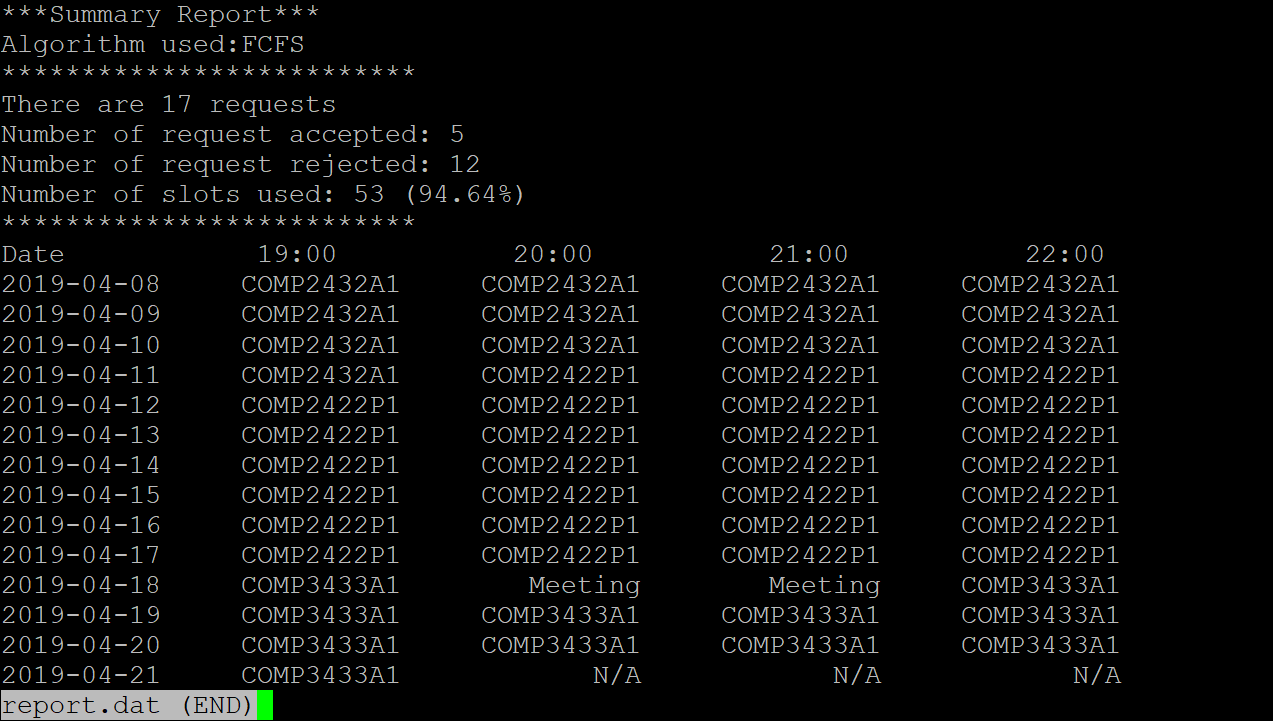 ***Summary Report***
Algorithm used:FCFS
**************************
There are 17 requests
Number of request accepted: 5
Number of request rejected: 12
Number of slots used: 53 (94.64%)
**************************
Date 19:00 20:00 21:00 22:00
2019-04-08 COMP2432A1 COMP2432A1 COMP2432A1 COMP2432A1
2019-04-09 COMP2432A1 COMP2432A1 COMP2432A1 COMP2432A1
2019-04-10 COMP2432A1 COMP2432A1 COMP2432A1 COMP2432A1
2019-04-11 COMP2432A1 COMP2422P1 COMP2422P1 COMP2422P1
2019-04-12 COMP2422P1 COMP2422P1 COMP2422P1 COMP2422P1
2019-04-13 COMP2422P1 COMP2422P1 COMP2422P1 COMP2422P1
2019-04-14 COMP2422P1 COMP2422P1 COMP2422P1 COMP2422P1
2019-04-15 COMP2422P1 COMP2422P1 COMP2422P1 COMP2422P1
2019-04-16 COMP2422P1 COMP2422P1 COMP2422P1 COMP2422P1
2019-04-17 COMP2422P1 COMP2422P1 COMP2422P1 COMP2422P1
2019-04-18 COMP3433A1 Meeting Meeting COMP3433A1
2019-04-19 COMP3433A1 COMP3433A1 COMP3433A1 COMP3433A1
2019-04-20 COMP3433A1 COMP3433A1 COMP3433A1 COMP3433A1
2019-04-21 COMP3433A1 N/A N/A N/A
report.dat (END)